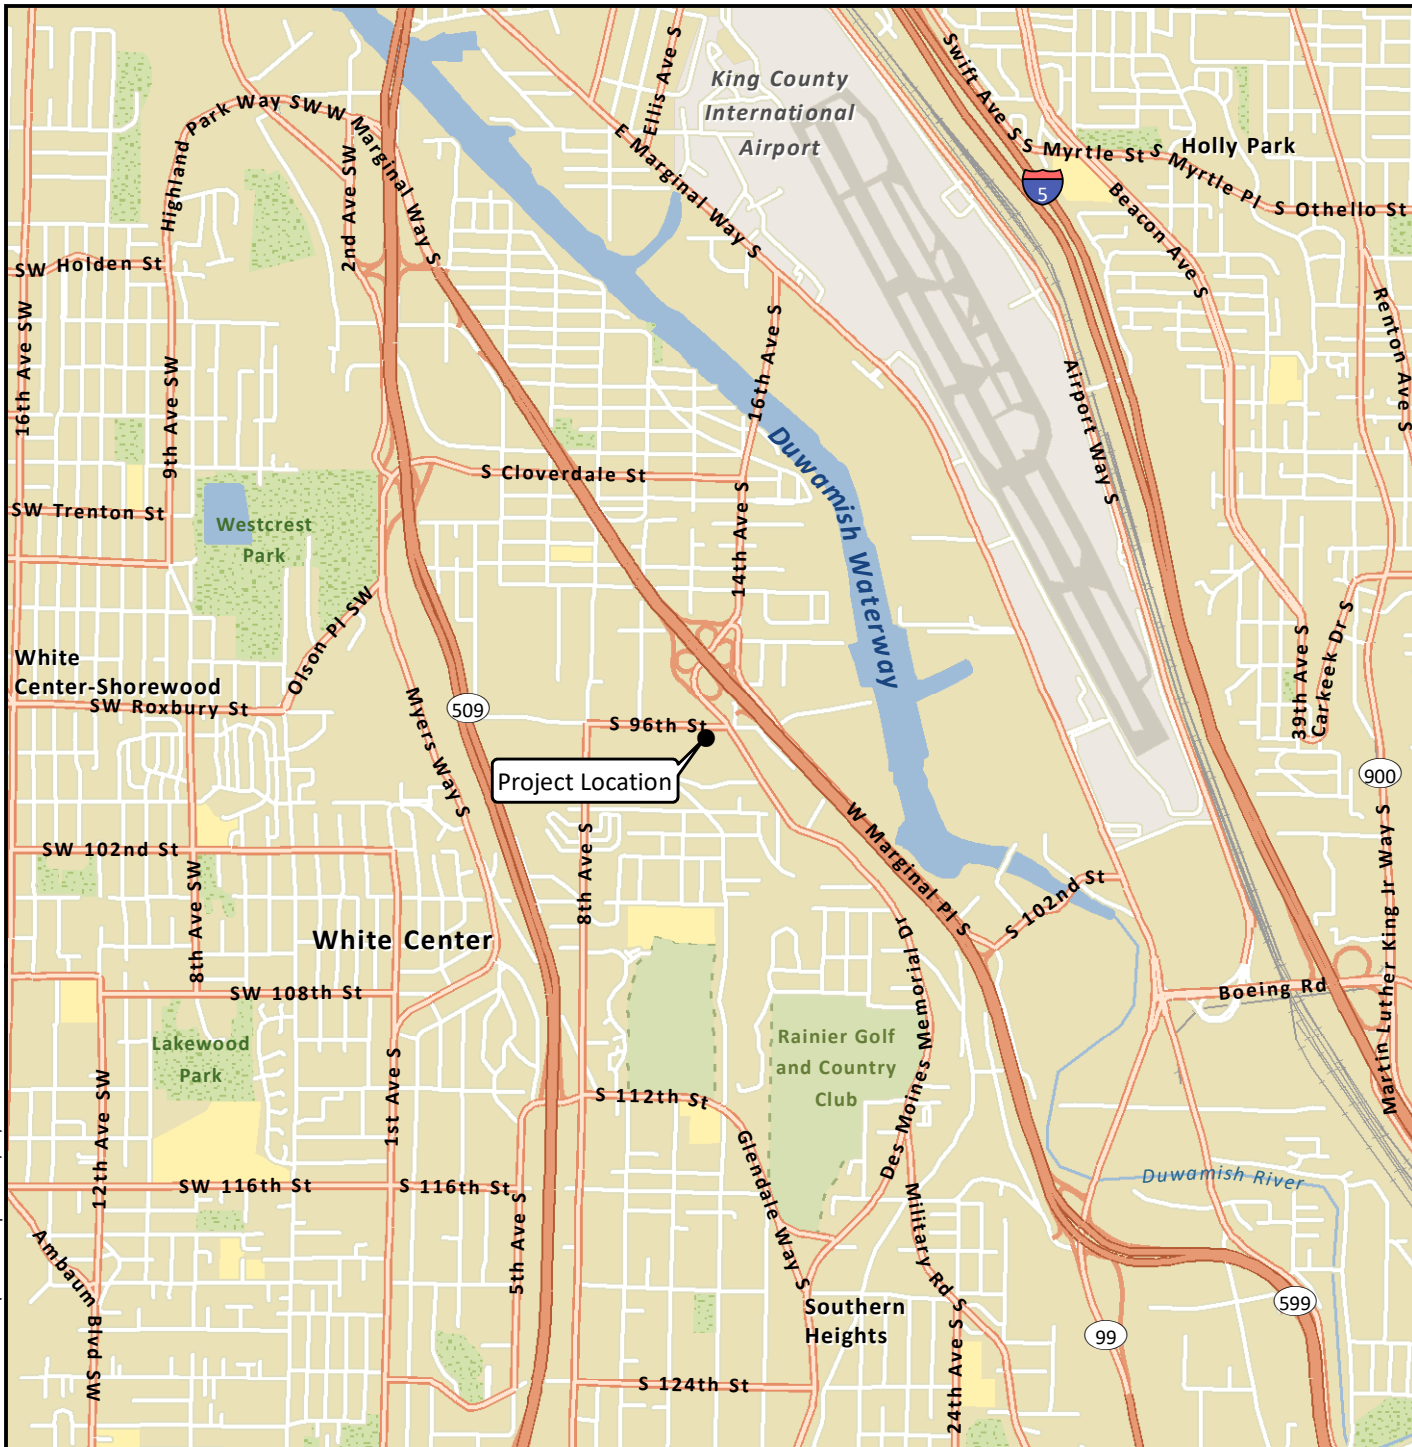 Ellis Ave S
Swift Ave S
King County
International
Airport
Highland Park Way SW
W Marginal Way S
E Marginal Way S
S Myrtle St
S Myrtle Pl
Holly Park
5
2nd Ave SW
Beacon Ave S
S Othello St
SW Holden St
16th Ave SW
9th Ave SW
16th Ave S
Renton Ave S
Airport Way S
Duwamish Waterway
S Cloverdale St
SW Trenton St
Westcrest
Park
14th Ave S
Olson Pl SW
White
Center-Shorewood
SW Roxbury St
39th Ave S
Carkeek Dr S
Myers Way S
509
S 96th St
Project Location
900
SW 102nd St
8th Ave SW
8th Ave S
W Marginal Pl S
S 102nd St
Martin Luther King Jr Way S
White Center
SW 108th St
Des Moines Memorial Dr
Boeing Rd
Lakewood
Park
Rainier Golf
and Country
Club
1st Ave S
12th Ave SW
S 112th St
Glendale Way S
Duwamish River
SW 116th St
S 116th St
5th Ave S
Military Rd S
Ambaum Blvd SW
Southern
Heights
599
99
24th Ave S
S 124th St